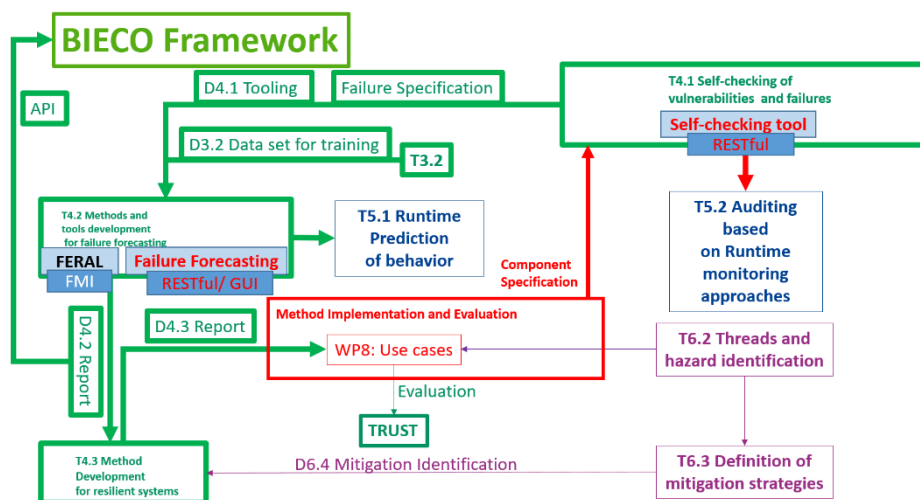 BIECO Framework
API
D4.1 Tooling
Failure Specification
T4.1 Self-checking of
vulnerabilities and failures
Self-checking tool
RESTful
D3.2 Data set for training
T3.2
T4.2 Methods and
tools development
for failure forecasting
FERAL
FMI
Failure Forecasting
RESTful/ GUI
T5.1 Runtime
Prediction
of behavior
T5.2 Auditing
based
on Runtime
monitoring
approaches
Component
Specification
D4.2 Report
D4.3 Report
Method Implementation and Evaluation
WP8: Use cases
T6.2 Threads and
hazard identification
Evaluation
TRUST
T4.3 Method
Development
for resilient systems
D6.4 Mitigation Identification
T6.3 Definition of
mitigation strategies